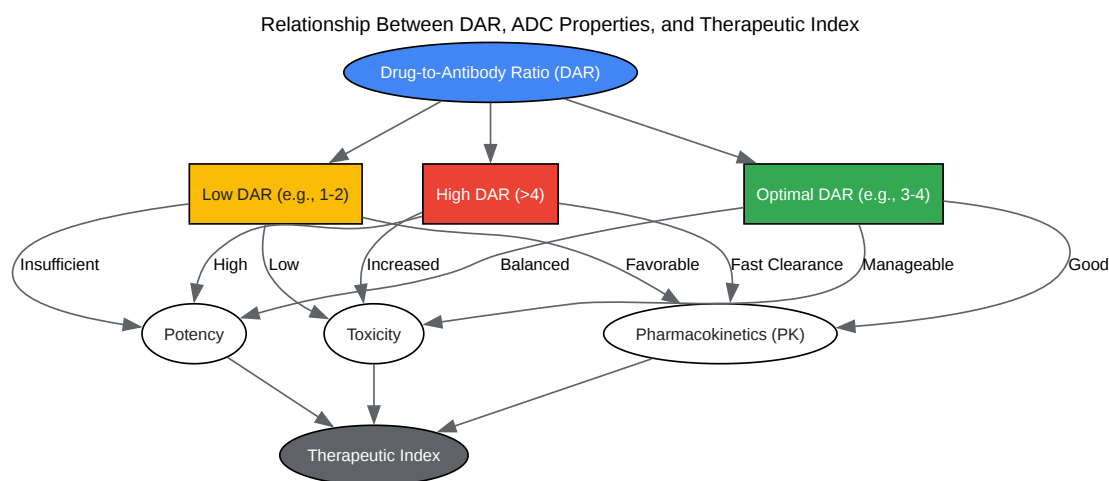 Relationship Between DAR, ADC Properties, and Therapeutic Index
Drug-to-Antibody Ratio (DAR)
Low DAR (e.g., 1-2)
High DAR (>4)
Optimal DAR (e.g., 3-4)
Insufficient
High
Low
Increased
Balanced
Favorable
Fast Clearance
Manageable
Good
Potency
Toxicity
Pharmacokinetics (PK)
Therapeutic Index